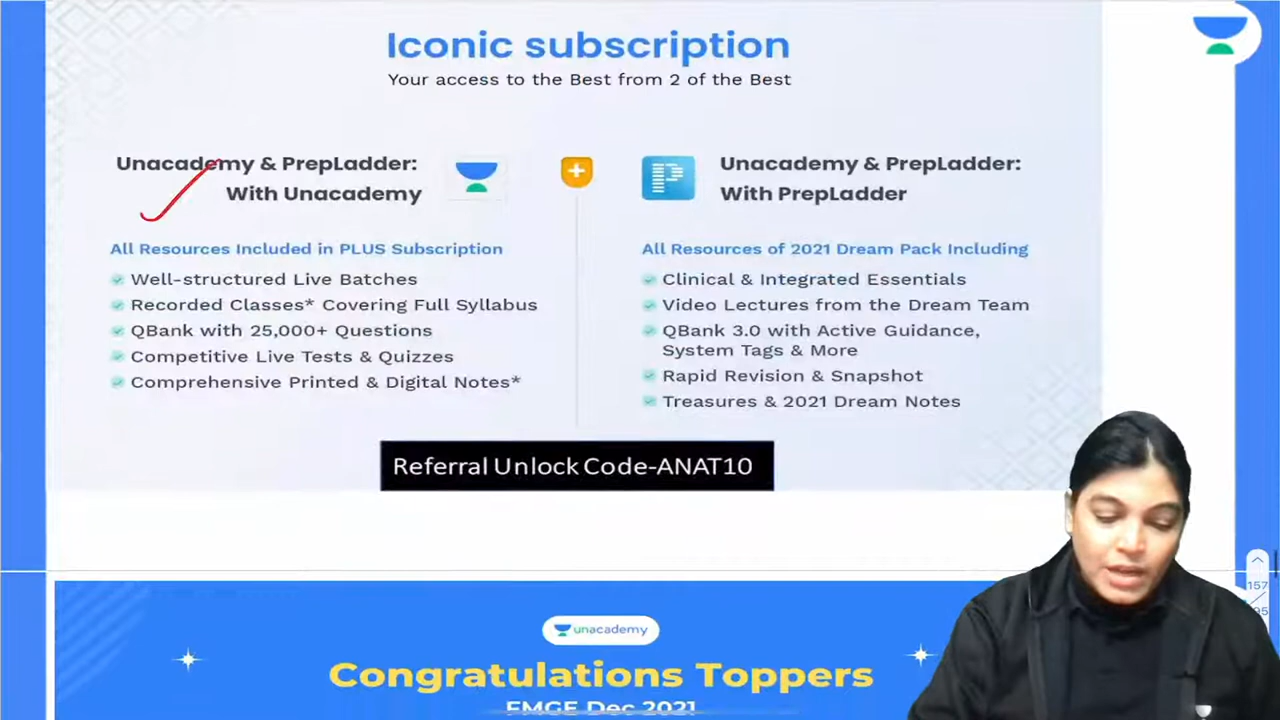 Iconic subscription
Your access to the Best from 2 of the Best
Unacademy & PrepLadder:
With Unacademy
All Resources Included in PLUS Subscription
Well-structured Live Batches
Recorded Classes* Covering Full Syllabus
QBank with 25,000+ Questions
Competitive Live Tests & Quizzes
Comprehensive Printed & Digital Notes*
Unacademy & PrepLadder:
With PrepLadder
All Resources of 2021 Dream Pack Including
Clinical & Integrated Essentials
Video Lectures from the Dream Team
QBank 3.0 with Active Guidance,
System Tags & More
Rapid Revision & Snapshot
Treasures & 2021 Dream Notes
Referral Unlock Code-ANAT10
157
unacademy
Congratulations Toppers
FMGE Dec 2021